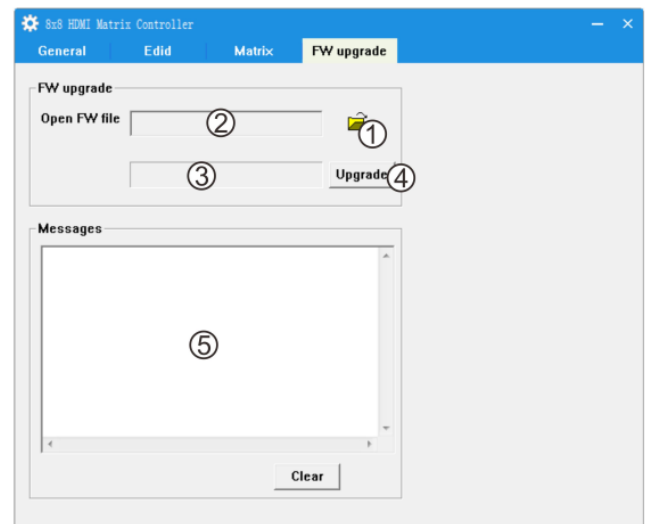 8x8 HDMI Matrix Controller
General Edid Matrix FW upgrade
FW upgrade
Open FW file ② ①
③ Upgrade ④
Messages
⑤
Clear